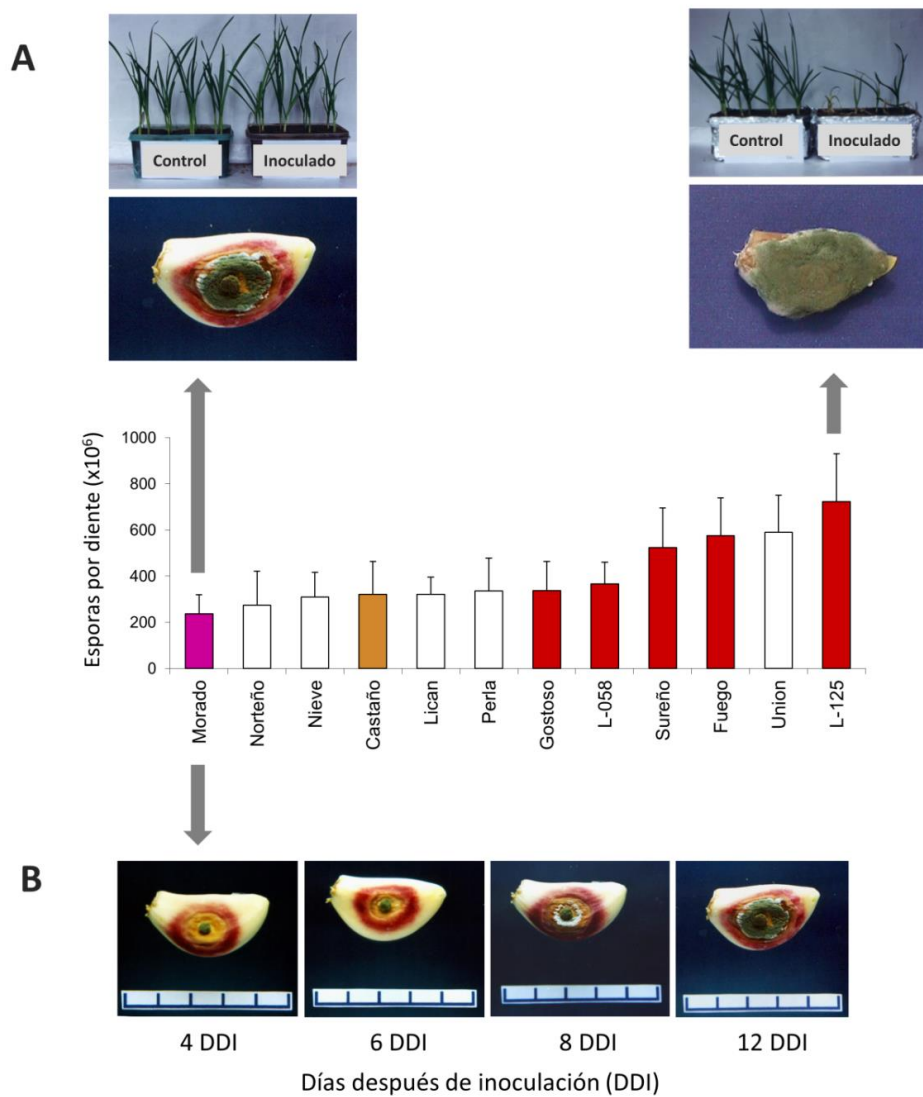 A
Control
Inoculado
Control
Inoculado
Esporas por diente (x10⁶)
1000
800
600
400
200
0
Morado
Norteño
Nieve
Castaño
Lican
Perla
Gostoso
L-058
Sureño
Fuego
Union
L-125
B
4 DDI
6 DDI
8 DDI
12 DDI
Días después de inoculación (DDI)